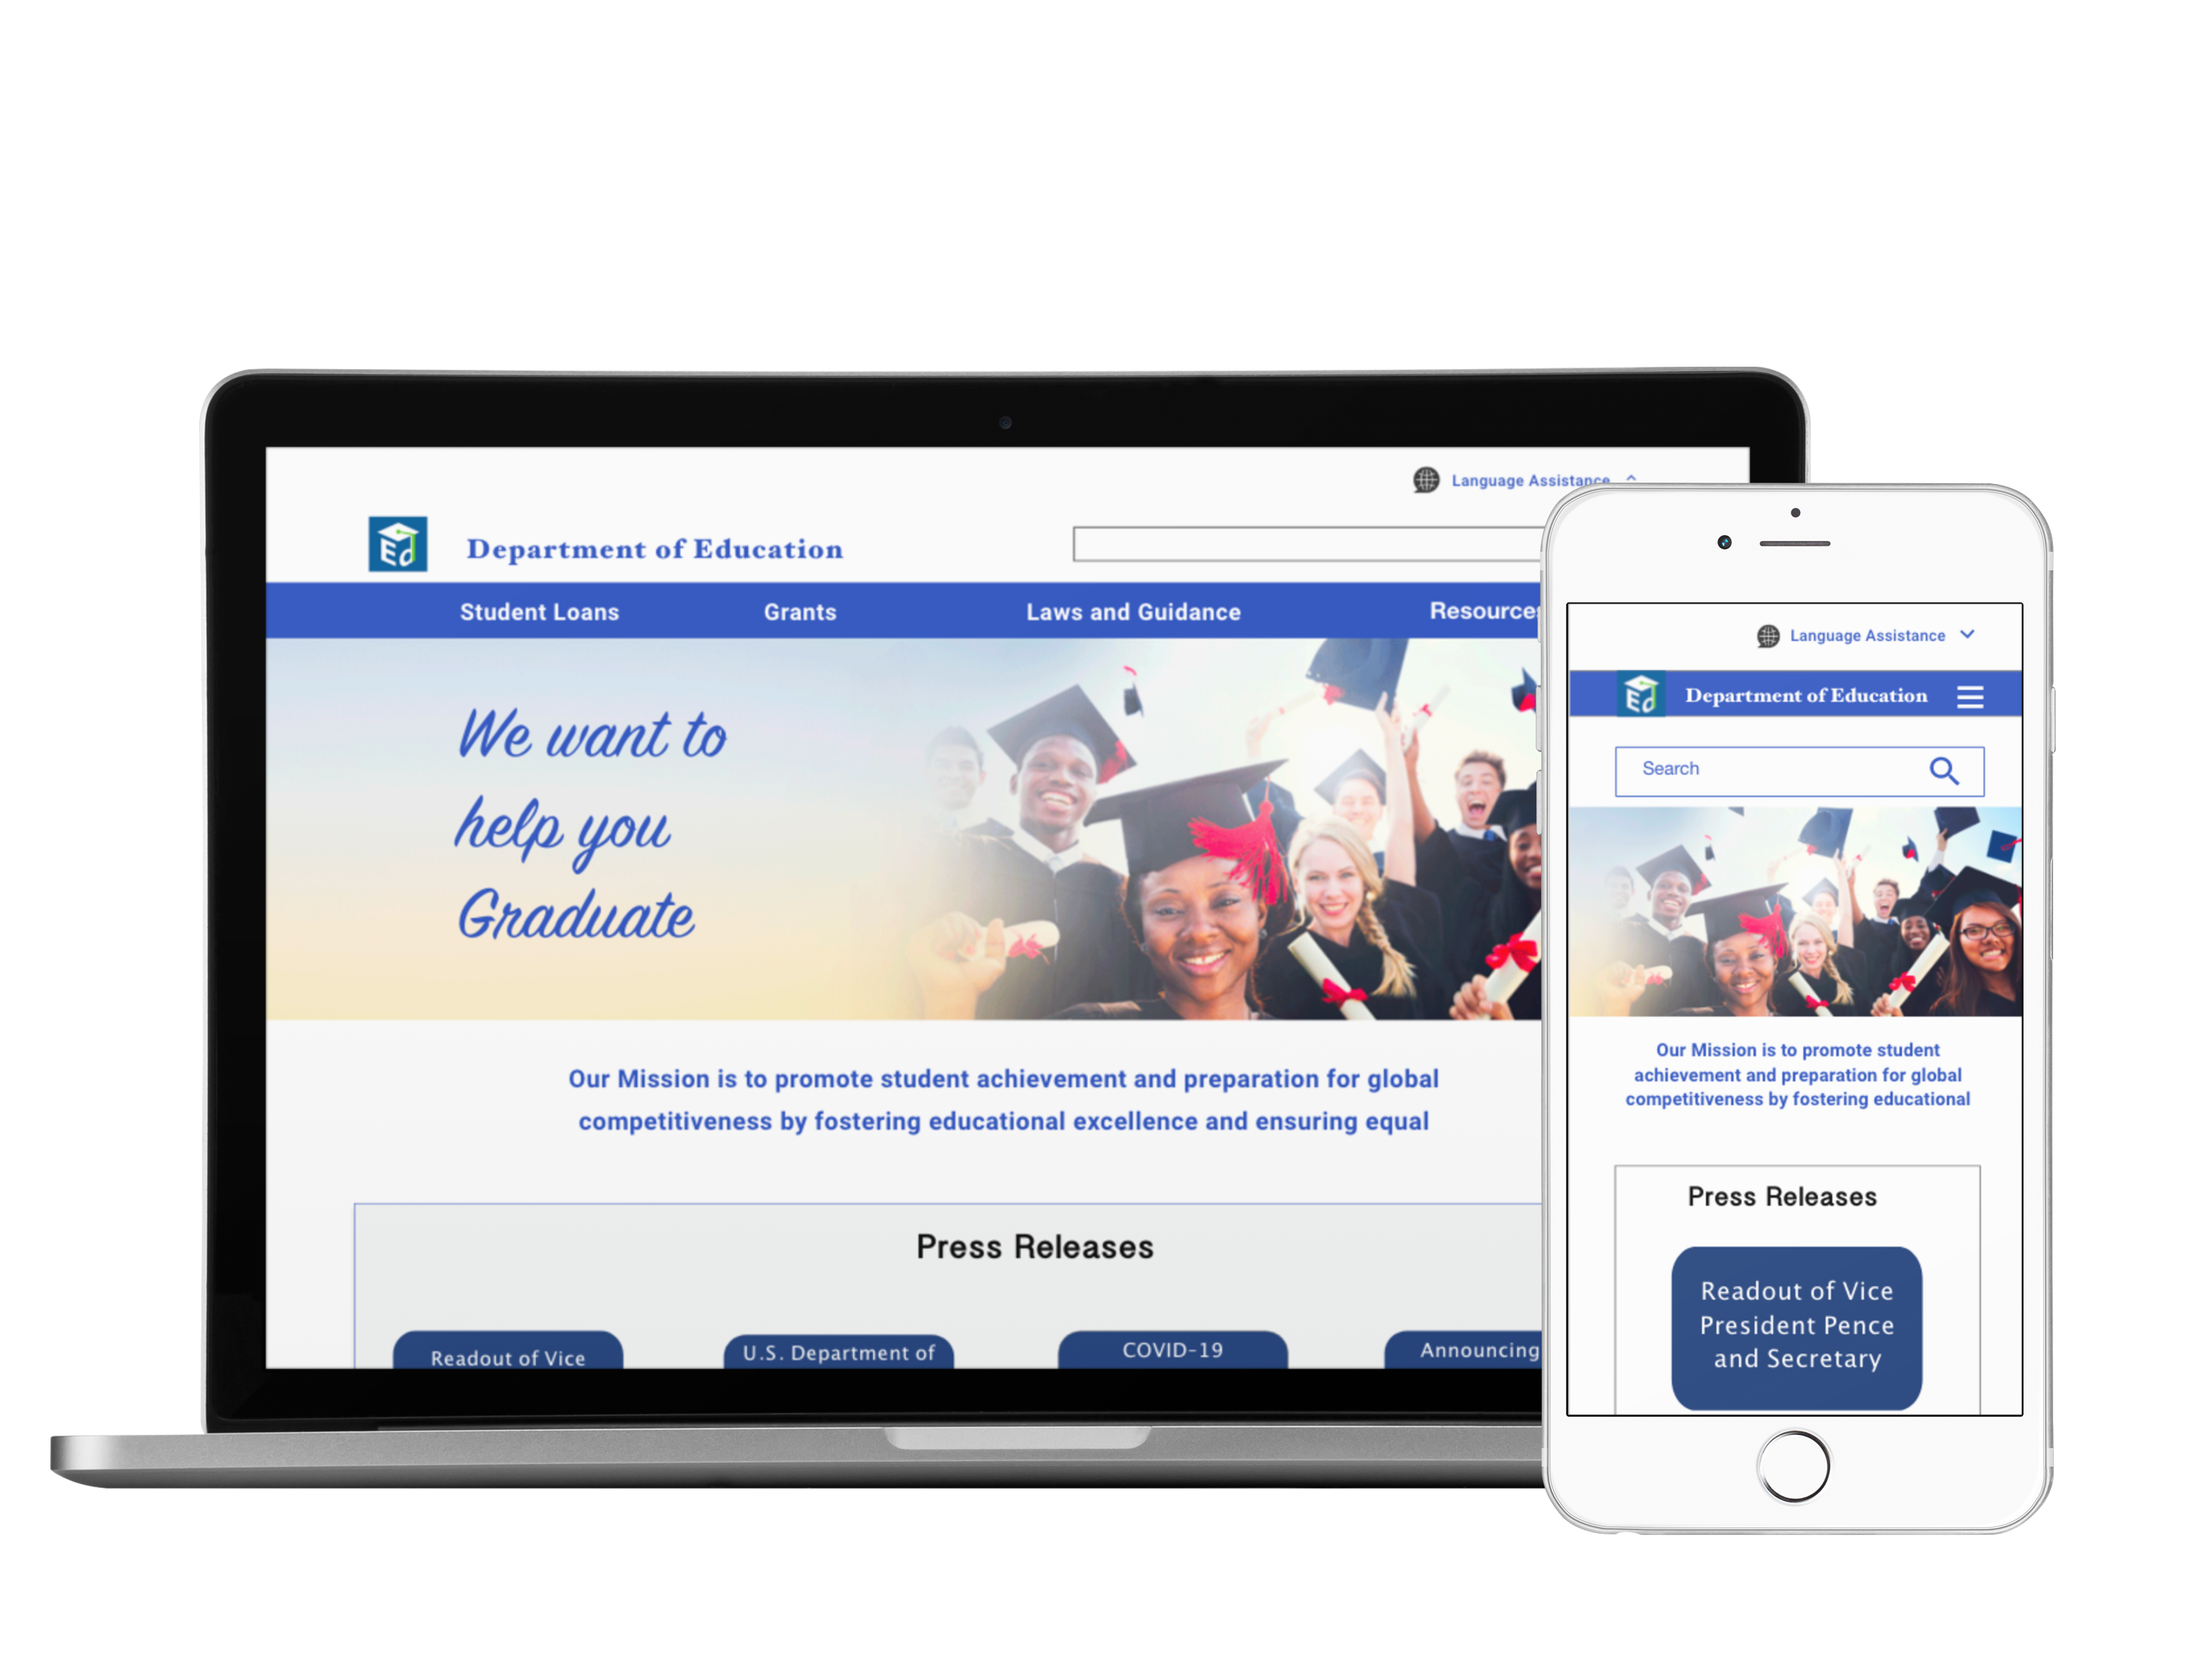 Language Assistance
Ed
Department of Education
Student Loans Grants Laws and Guidance Resources
We want to
help you
Graduate
Our Mission is to promote student achievement and preparation for global
competitiveness by fostering educational excellence and ensuring equal
Press Releases
Readout of Vice
U.S. Department of
COVID-19
Announcing
Language Assistance
Ed
Department of Education
Search
Our Mission is to promote student
achievement and preparation for global
competitiveness by fostering educational
Press Releases
Readout of Vice
President Pence
and Secretary